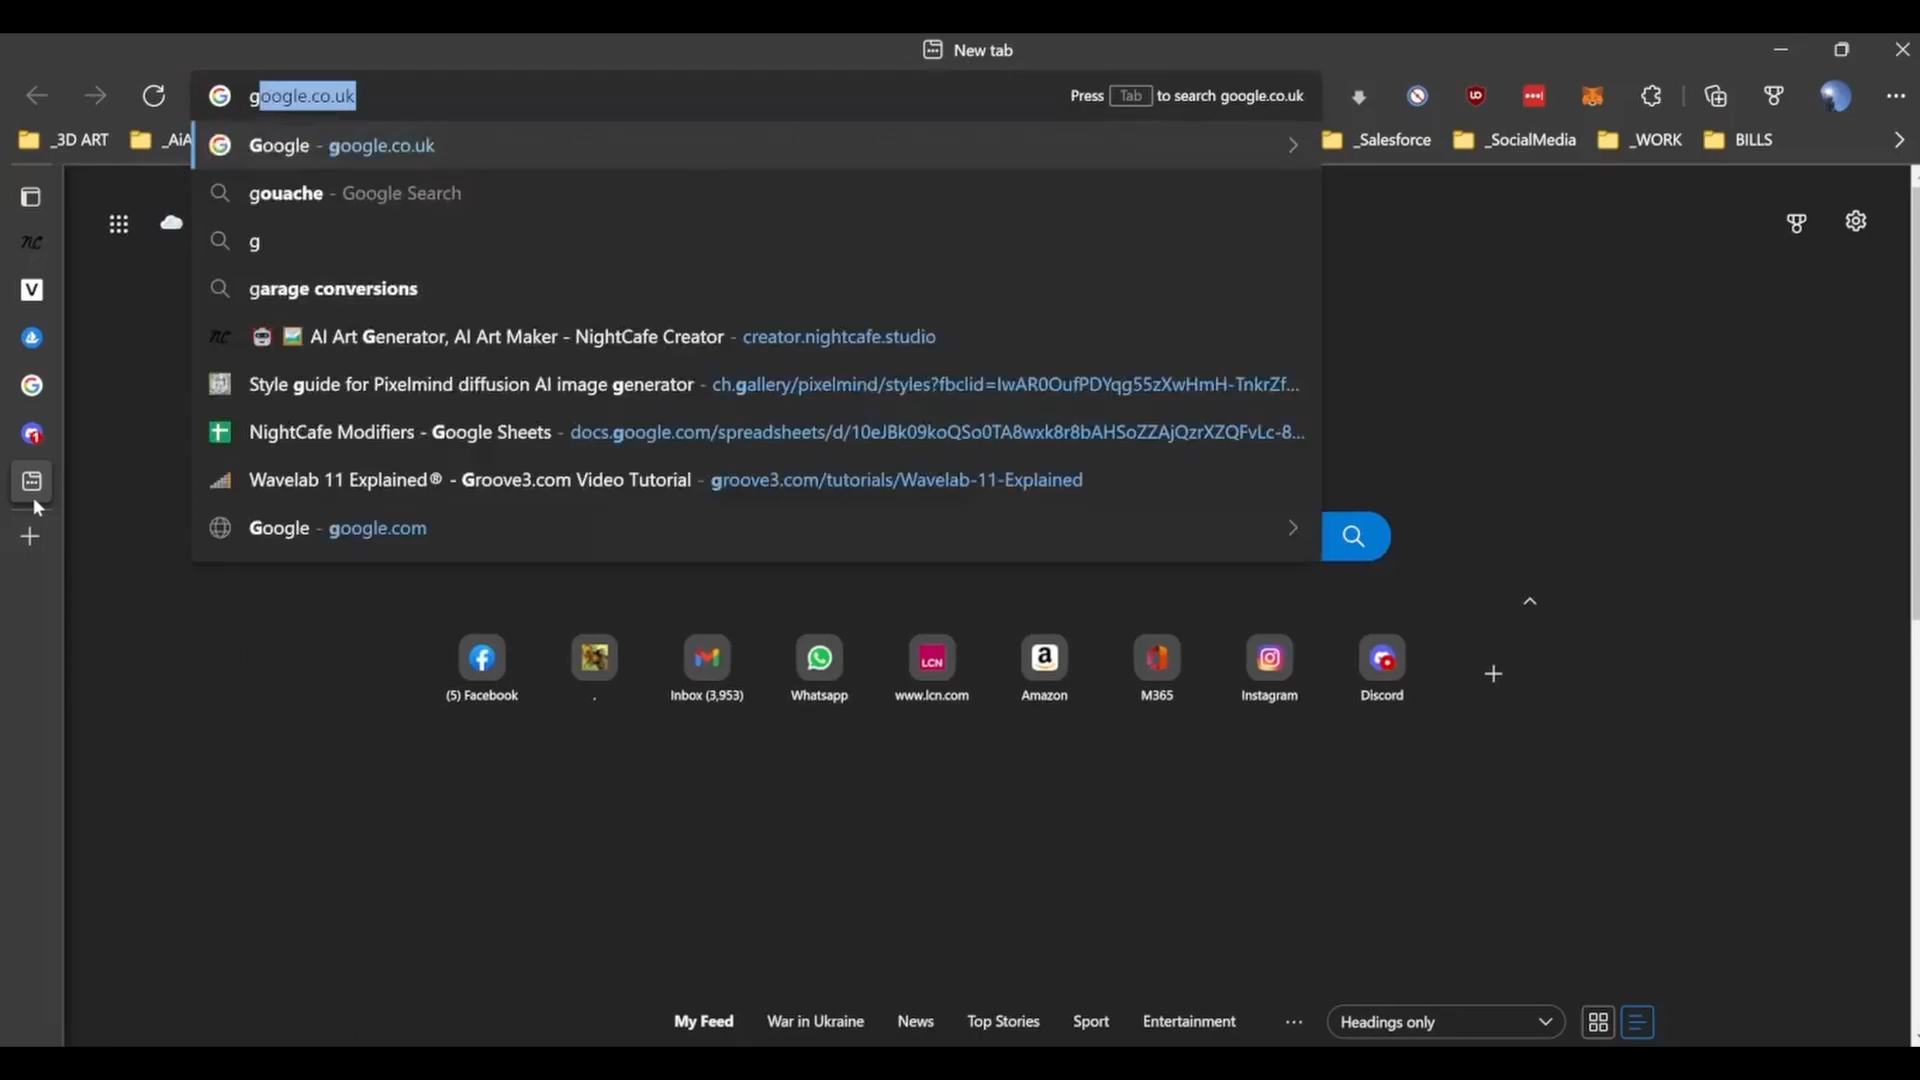 New tab
google.co.uk
Press Tab to search google.co.uk
_3D ART
_AiA
_Salesforce
_SocialMedia
_WORK
BILLS
Google - google.co.uk
gouache - Google Search
g
garage conversions
AI Art Generator, AI Art Maker - NightCafe Creator - creator.nightcafe.studio
Style guide for Pixelmind diffusion AI image generator - ch.gallery/pixelmind/styles?fbclid=IwAR0OufPDYqg55zXwHmH-TnkrZf...
NightCafe Modifiers - Google Sheets - docs.google.com/spreadsheets/d/10eJBk09koQSo0TA8wxk8r8bAHSoZZAjQzrXZQFvLc-8...
Wavelab 11 Explained® - Groove3.com Video Tutorial - groove3.com/tutorials/Wavelab-11-Explained
Google - google.com
LCN
(5) Facebook
.
Inbox (3,953)
Whatsapp
www.lcn.com
Amazon
M365
Instagram
Discord
My Feed
War in Ukraine
News
Top Stories
Sport
Entertainment
...
Headings only